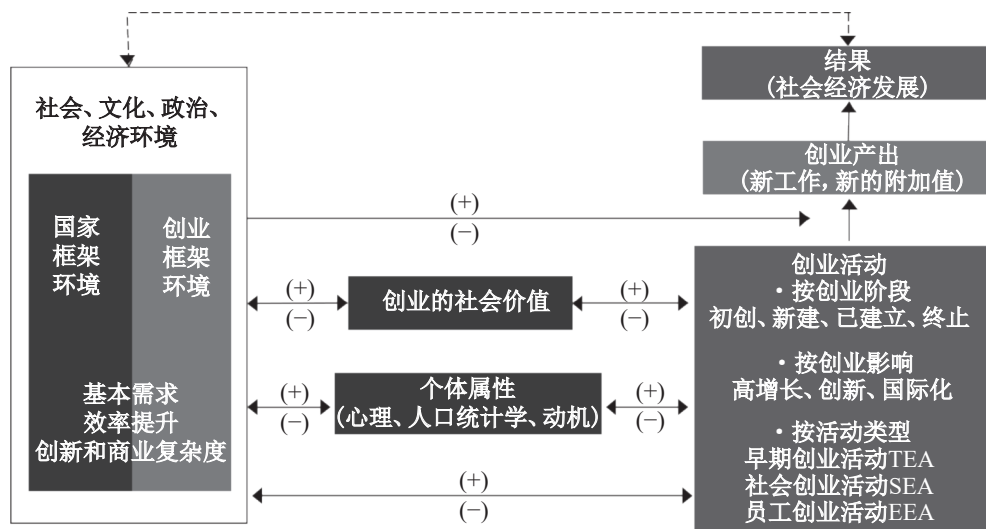 社会、文化、政治、
经济环境
国家
框架
环境
创业
框架
环境
基本需求
效率提升
创新和商业复杂度
(+)
(−)
(+)
(−)
创业的社会价值
(+)
(−)
(+)
(−)
个体属性
(心理、人口统计学、动机)
(+)
(−)
(+)
(−)
结果
(社会经济发展)
创业产出
(新工作,新的附加值)
创业活动
·按创业阶段
初创、新建、已建立、终止
·按创业影响
高增长、创新、国际化
·按活动类型
早期创业活动TEA
社会创业活动SEA
员工创业活动EEA